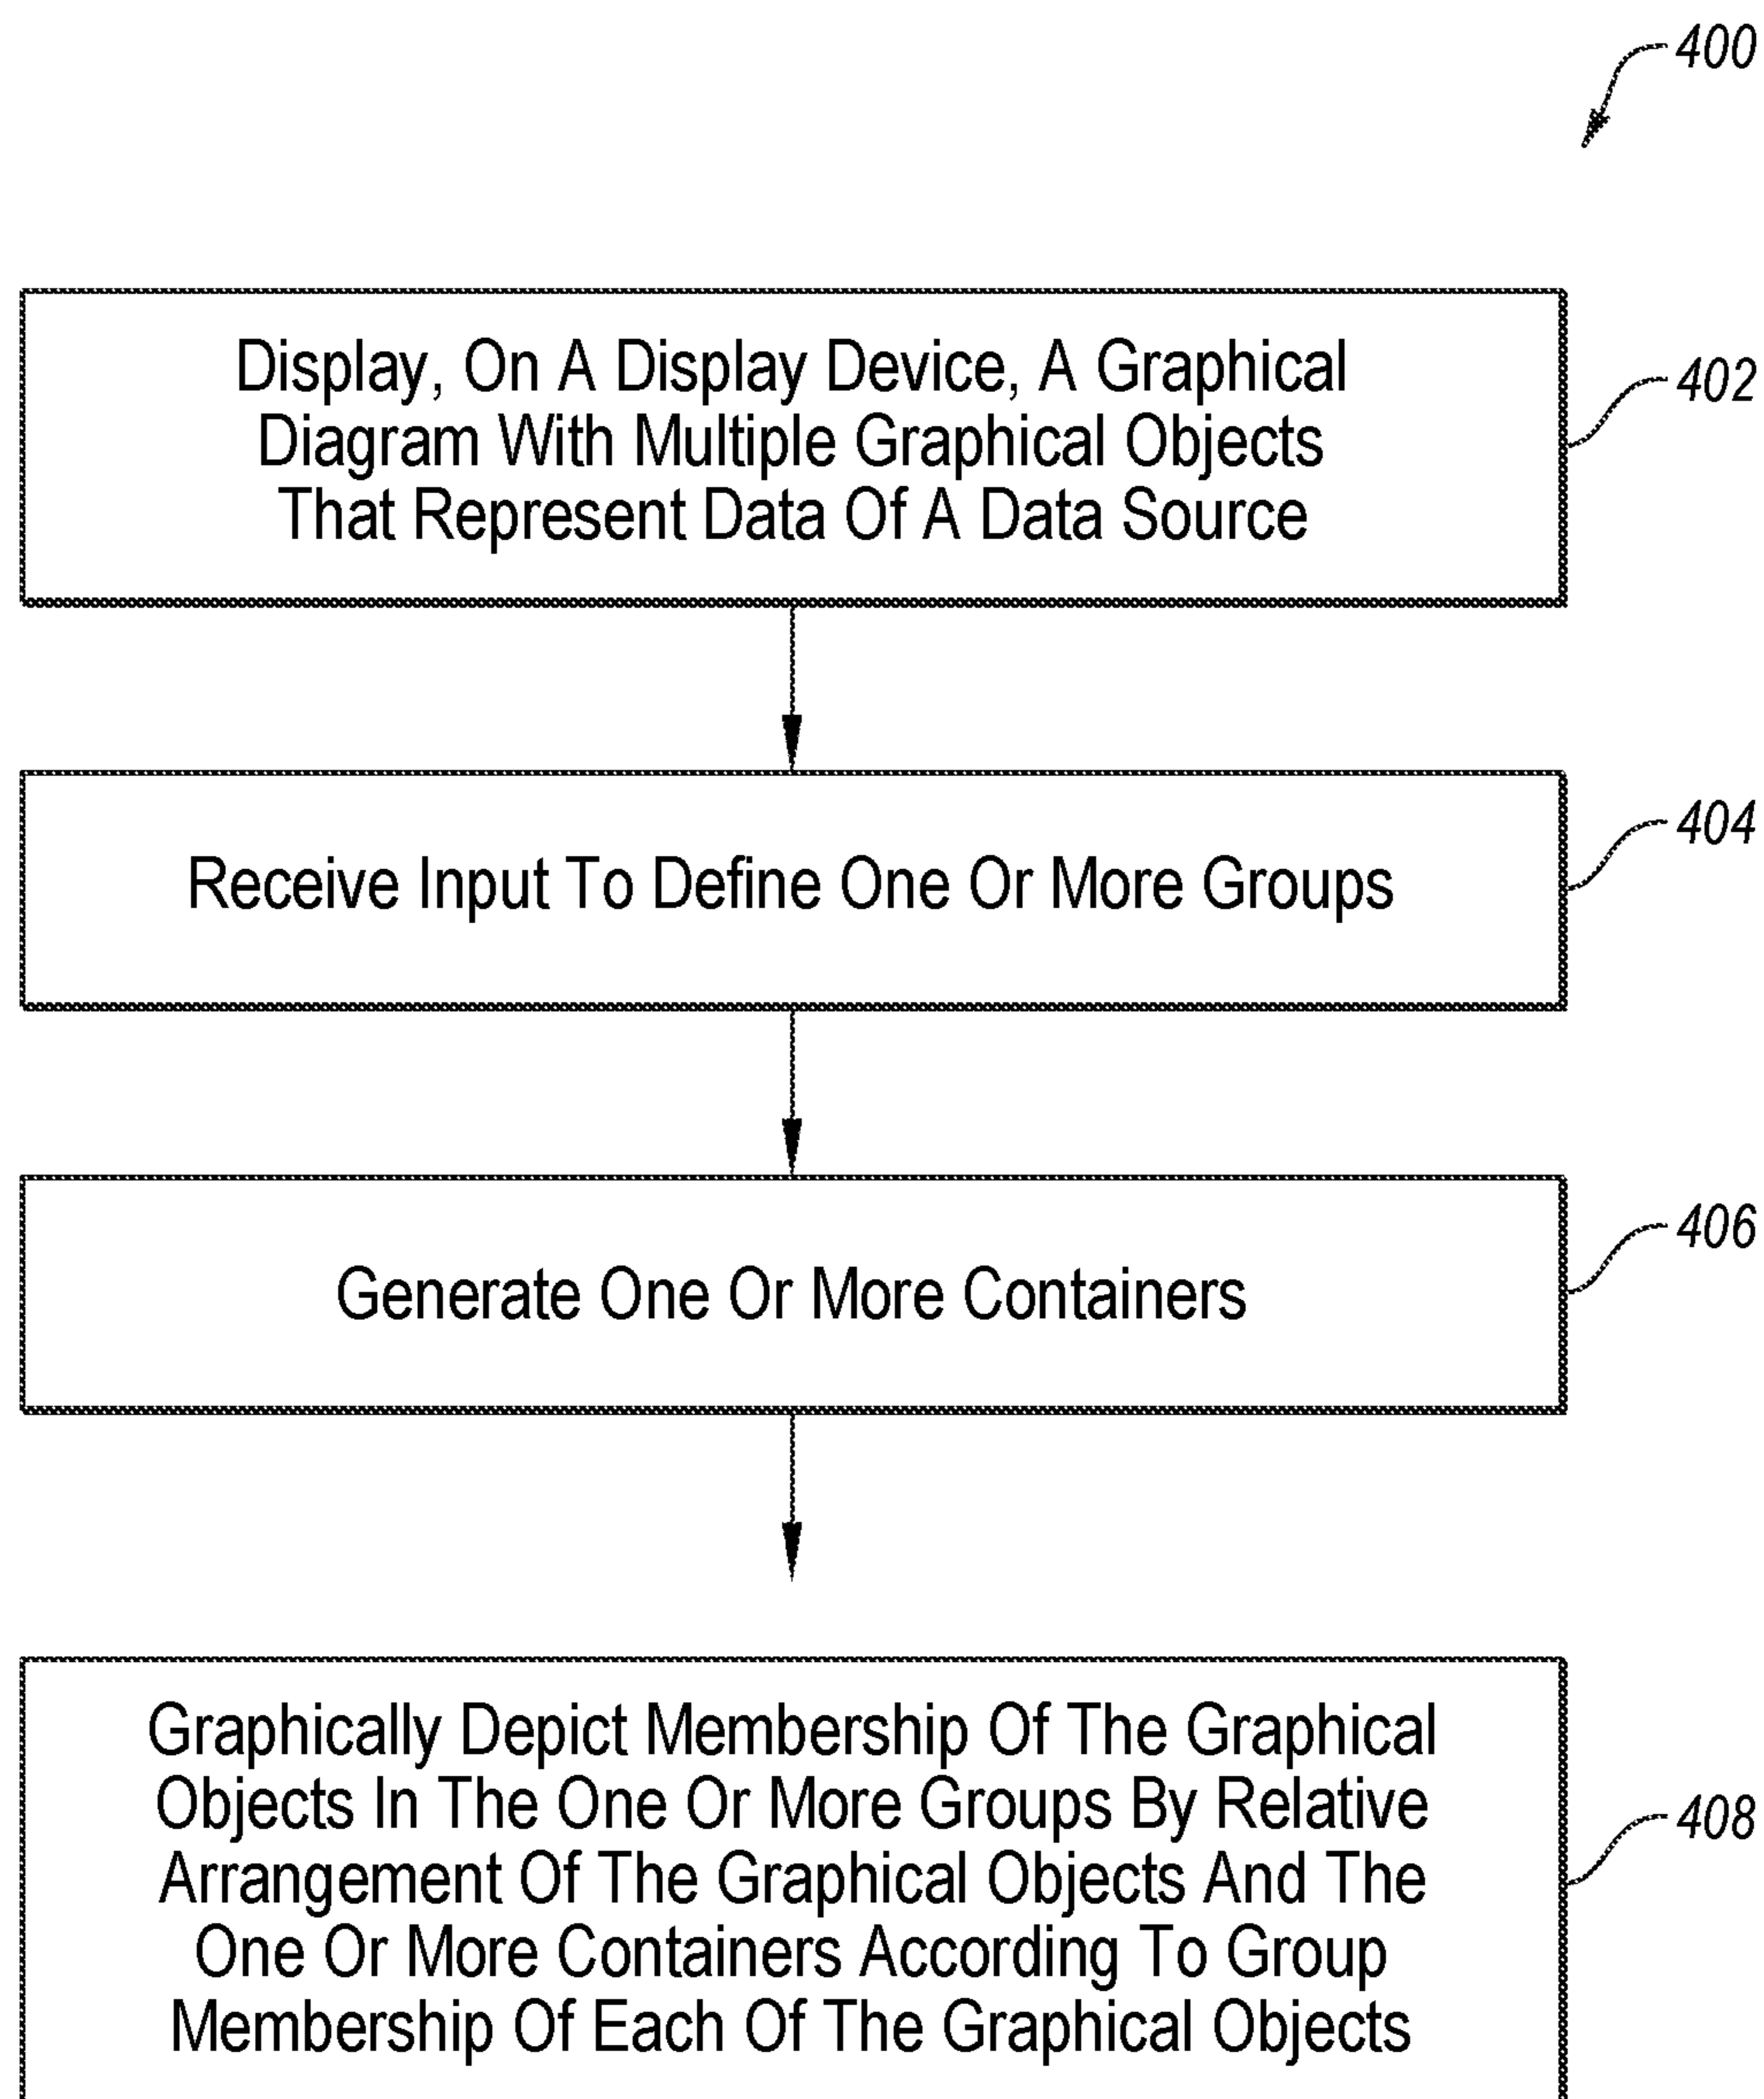 400
Display, On A Display Device, A Graphical
Diagram With Multiple Graphical Objects
That Represent Data Of A Data Source
402
Receive Input To Define One Or More Groups
404
Generate One Or More Containers
406
Graphically Depict Membership Of The Graphical
Objects In The One Or More Groups By Relative
Arrangement Of The Graphical Objects And The
One Or More Containers According To Group
Membership Of Each Of The Graphical Objects
408